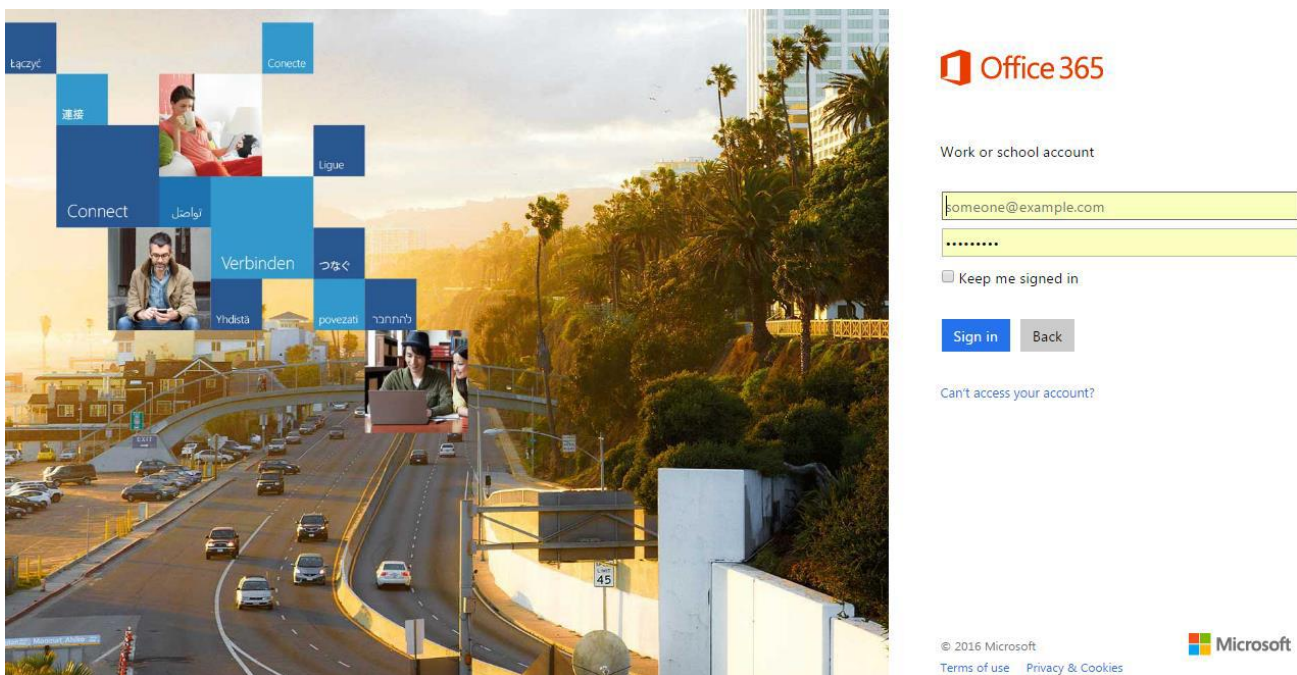 Łączyć
Conecte
連接
Ligue
Connect
تواصل
Verbinden
つなぐ
Yhdistä
povezati
להתחבר
EXIT
LIMIT
45
Office 365
Work or school account
someone@example.com
•••••••••
Keep me signed in
Sign in
Back
Can't access your account?
© 2016 Microsoft
Microsoft
Terms of use Privacy & Cookies